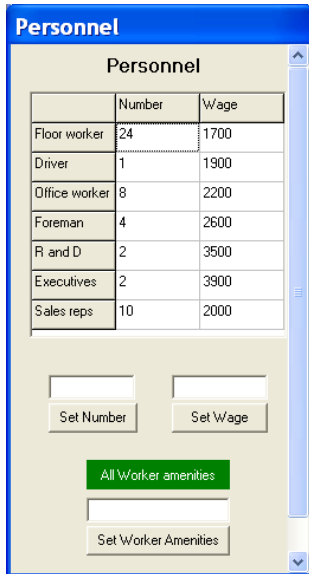 Personnel
Personnel
Number Wage
Floor worker 24 1700
Driver 1 1900
Office worker 8 2200
Foreman 4 2600
R and D 2 3500
Executives 2 3900
Sales reps 10 2000
Set Number Set Wage
All Worker amenities
Set Worker Amenities